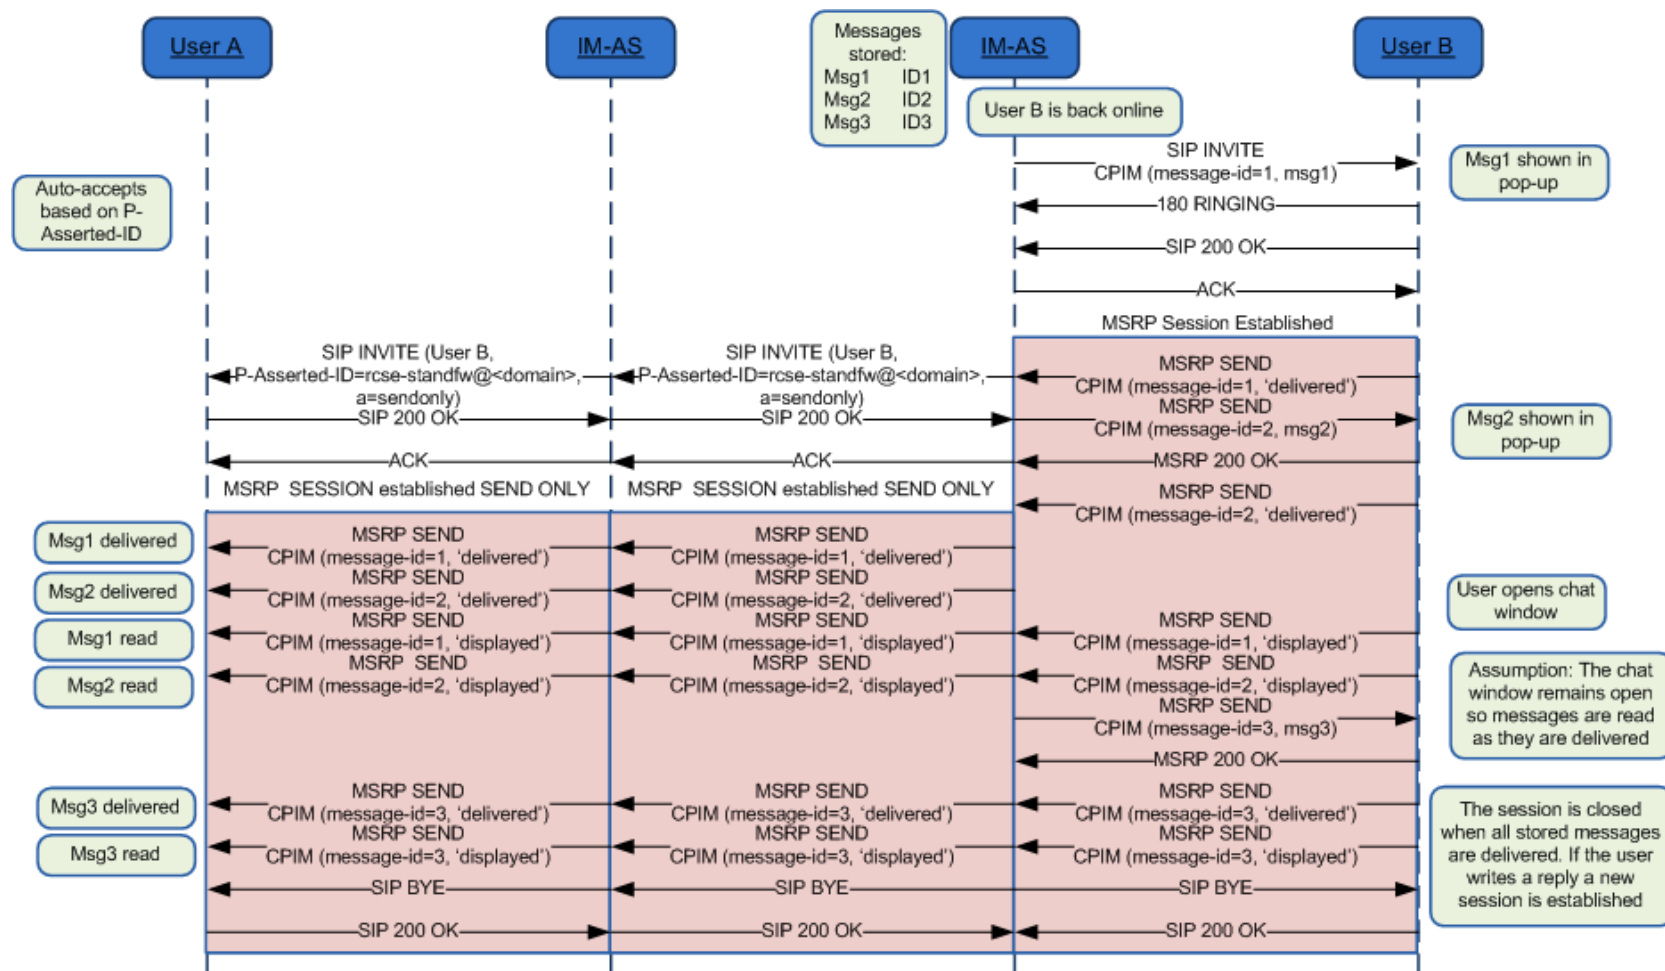 User A
IM-AS
Messages
stored:
Msg1 ID1
Msg2 ID2
Msg3 ID3
IM-AS
User B
User B is back online
SIP INVITE
CPIM (message-id=1, msg1)
Msg1 shown in
pop-up
Auto-accepts
based on P-
Asserted-ID
180 RINGING
SIP 200 OK
ACK
MSRP Session Established
SIP INVITE (User B,
P-Asserted-ID=rcse-standfw@<domain>,
a=sendonly)
SIP INVITE (User B,
P-Asserted-ID=rcse-standfw@<domain>,
a=sendonly)
MSRP SEND
CPIM (message-id=1, ‘delivered’)
SIP 200 OK
SIP 200 OK
MSRP SEND
CPIM (message-id=2, msg2)
Msg2 shown in
pop-up
ACK
ACK
MSRP 200 OK
MSRP SESSION established SEND ONLY
MSRP SESSION established SEND ONLY
MSRP SEND
CPIM (message-id=2, ‘delivered’)
Msg1 delivered
MSRP SEND
CPIM (message-id=1, ‘delivered’)
MSRP SEND
CPIM (message-id=1, ‘delivered’)
Msg2 delivered
MSRP SEND
CPIM (message-id=2, ‘delivered’)
MSRP SEND
CPIM (message-id=2, ‘delivered’)
User opens chat
window
Msg1 read
MSRP SEND
CPIM (message-id=1, ‘displayed’)
MSRP SEND
CPIM (message-id=1, ‘displayed’)
MSRP SEND
CPIM (message-id=1, ‘displayed’)
Msg2 read
MSRP SEND
CPIM (message-id=2, ‘displayed’)
MSRP SEND
CPIM (message-id=2, ‘displayed’)
MSRP SEND
CPIM (message-id=2, ‘displayed’)
Assumption: The chat
window remains open
so messages are read
as they are delivered
MSRP SEND
CPIM (message-id=3, msg3)
MSRP 200 OK
Msg3 delivered
MSRP SEND
CPIM (message-id=3, ‘delivered’)
MSRP SEND
CPIM (message-id=3, ‘delivered’)
MSRP SEND
CPIM (message-id=3, ‘delivered’)
Msg3 read
MSRP SEND
CPIM (message-id=3, ‘displayed’)
MSRP SEND
CPIM (message-id=3, ‘displayed’)
MSRP SEND
CPIM (message-id=3, ‘displayed’)
The session is closed
when all stored messages
are delivered. If the user
writes a reply a new
session is established
SIP BYE
SIP BYE
SIP BYE
SIP 200 OK
SIP 200 OK
SIP 200 OK